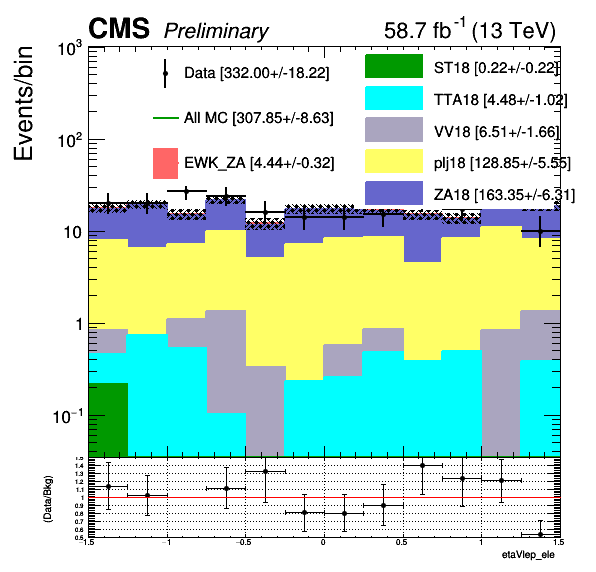 CMS Preliminary 58.7 fb⁻¹ (13 TeV)
Events/bin
10³
10²
10
1
10⁻¹
Data [332.00+/-18.22]
All MC [307.85+/-8.63]
EWK_ZA [4.44+/-0.32]
ST18 [0.22+/-0.22]
TTA18 [4.48+/-1.02]
VV18 [6.51+/-1.66]
plj18 [128.85+/-5.55]
ZA18 [163.35+/-6.31]
(Data/Bkg)
1.5
1.4
1.3
1.2
1.1
1
0.9
0.8
0.7
0.6
0.5
-1.5 -1 -0.5 0 0.5 1 1.5
etaVlep_ele